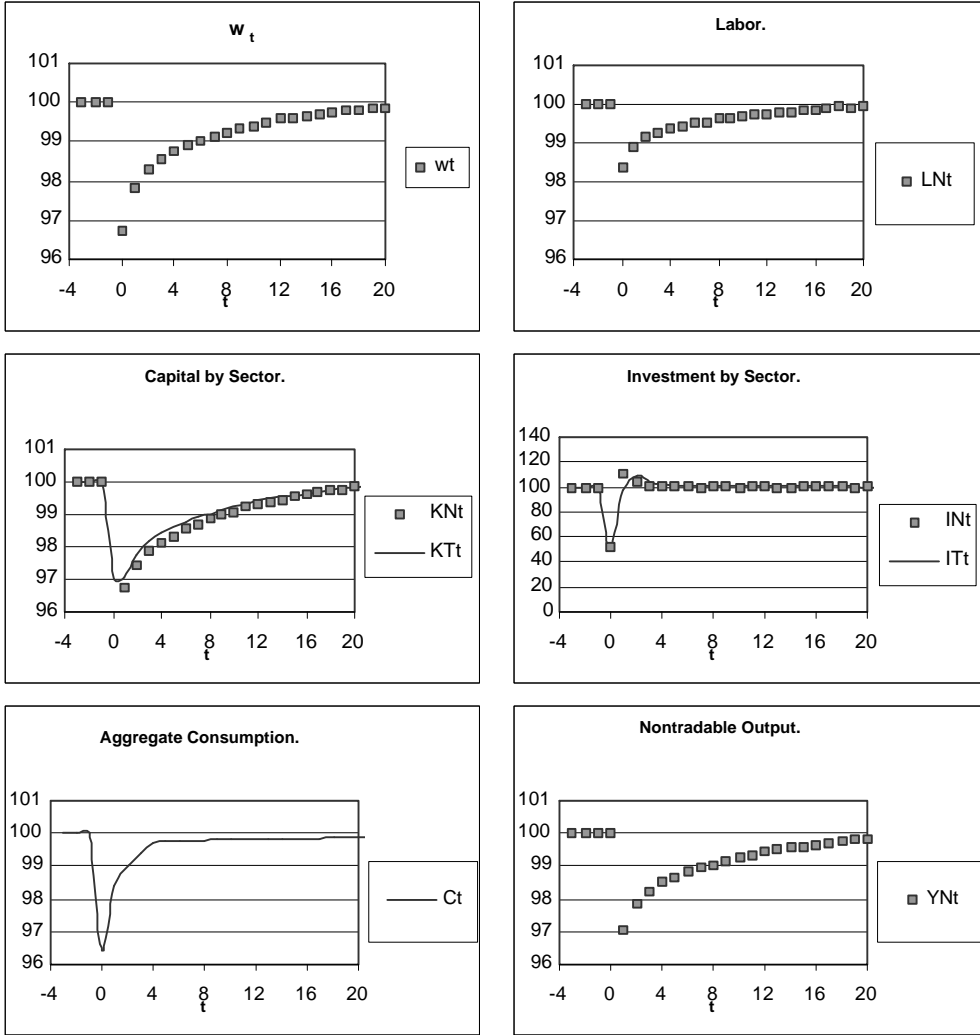 w t
101
100
99
98
97
96
-4 0 4 8 12 16 20
t
wt
Labor.
101
100
99
98
97
96
-4 0 4 8 12 16 20
t
LNt
Capital by Sector.
101
100
99
98
97
96
-4 0 4 8 12 16 20
t
KNt
KTt
Investment by Sector.
140
120
100
80
60
40
20
0
-4 0 4 8 12 16 20
t
INt
ITt
Aggregate Consumption.
101
100
99
98
97
96
-4 0 4 8 12 16 20
t
Ct
Nontradable Output.
101
100
99
98
97
96
-4 0 4 8 12 16 20
t
YNt